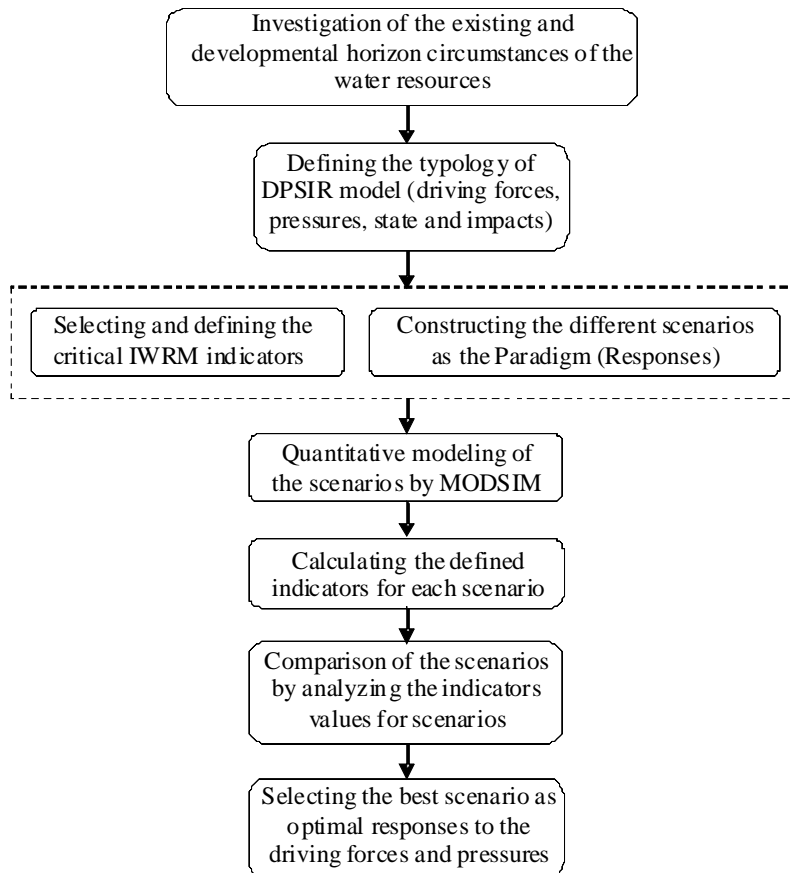 Investigation of the existing and
developmental horizon circumstances of the
water resources
Defining the typology of
DPSIR model (driving forces,
pressures, state and impacts)
Selecting and defining the
critical IWRM indicators
Constructing the different scenarios
as the Paradigm (Responses)
Quantitative modeling of
the scenarios by MODSIM
Calculating the defined
indicators for each scenario
Comparison of the scenarios
by analyzing the indicators
values for scenarios
Selecting the best scenario as
optimal responses to the
driving forces and pressures